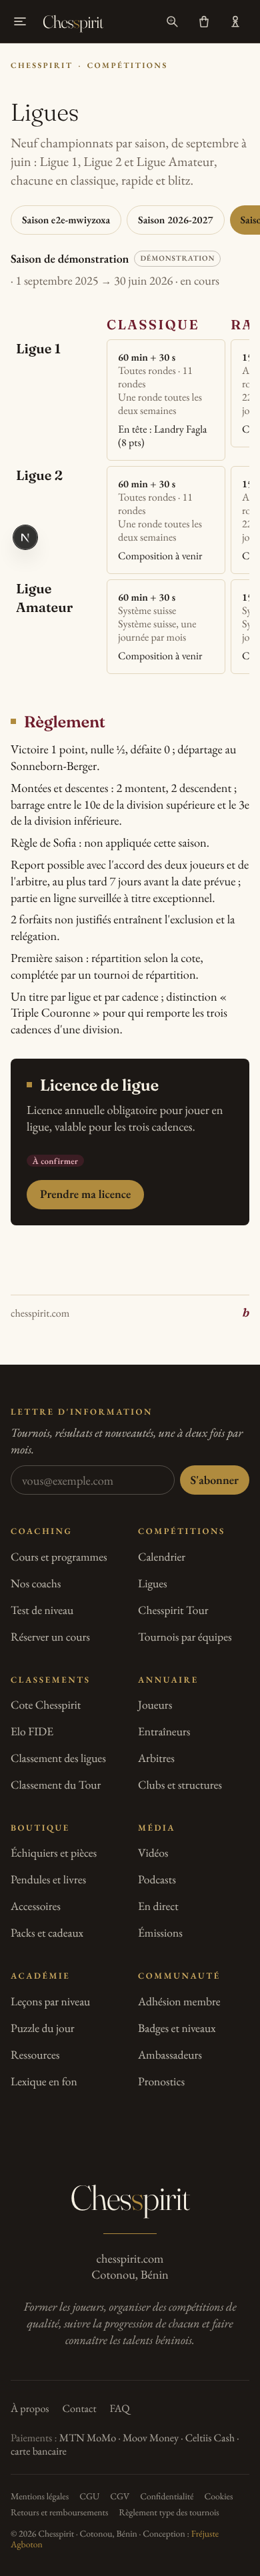 Chesspirit
CHESSPIRIT · COMPÉTITIONS
Ligues
Neuf championnats par saison, de septembre à
juin : Ligue 1, Ligue 2 et Ligue Amateur,
chacune en classique, rapide et blitz.
Saison e2e-mwiyzoxa
Saison 2026-2027
Saison de démonstration
DÉMONSTRATION
· 1 septembre 2025 → 30 juin 2026 · en cours
CLASSIQUE
Ligue 1
60 min + 30 s
Toutes rondes · 11
rondes
Une ronde toutes les
deux semaines
En tête : Landry Fagla
(8 pts)
Ligue 2
60 min + 30 s
Toutes rondes · 11
rondes
Une ronde toutes les
deux semaines
Composition à venir
N
Ligue
Amateur
60 min + 30 s
Système suisse
Système suisse, une
journée par mois
Composition à venir
Règlement
Victoire 1 point, nulle ½, défaite 0 ; départage au
Sonneborn-Berger.
Montées et descentes : 2 montent, 2 descendent ;
barrage entre le 10e de la division supérieure et le 3e
de la division inférieure.
Règle de Sofia : non appliquée cette saison.
Report possible avec l'accord des deux joueurs et de
l'arbitre, au plus tard 7 jours avant la date prévue ;
partie en ligne surveillée à titre exceptionnel.
2 forfaits non justifiés entraînent l'exclusion et la
relégation.
Première saison : répartition selon la cote,
complétée par un tournoi de répartition.
Un titre par ligue et par cadence ; distinction «
Triple Couronne » pour qui remporte les trois
cadences d'une division.
Licence de ligue
Licence annuelle obligatoire pour jouer en
ligue, valable pour les trois cadences.
À confirmer
Prendre ma licence
chesspirit.com
b
LETTRE D'INFORMATION
Tournois, résultats et nouveautés, une à deux fois par
mois.
vous@exemple.com
S'abonner
COACHING
Cours et programmes
Nos coachs
Test de niveau
Réserver un cours
COMPÉTITIONS
Calendrier
Ligues
Chesspirit Tour
Tournois par équipes
CLASSEMENTS
Cote Chesspirit
Elo FIDE
Classement des ligues
Classement du Tour
ANNUAIRE
Joueurs
Entraîneurs
Arbitres
Clubs et structures
BOUTIQUE
Échiquiers et pièces
Pendules et livres
Accessoires
Packs et cadeaux
MÉDIA
Vidéos
Podcasts
En direct
Émissions
ACADÉMIE
Leçons par niveau
Puzzle du jour
Ressources
Lexique en fon
COMMUNAUTÉ
Adhésion membre
Badges et niveaux
Ambassadeurs
Pronostics
Chesspirit
chesspirit.com
Cotonou, Bénin
Former les joueurs, organiser des compétitions de
qualité, suivre la progression de chacun et faire
connaître les talents béninois.
À propos Contact FAQ
Paiements : MTN MoMo · Moov Money · Celtiis Cash ·
carte bancaire
Mentions légales CGU CGV Confidentialité Cookies
Retours et remboursements Règlement type des tournois
© 2026 Chesspirit · Cotonou, Bénin · Conception : Fréjuste
Agboton